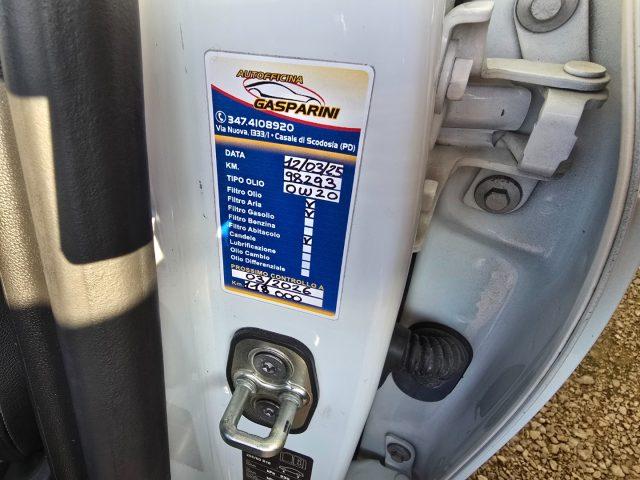 AUTOFFICINA
GASPARINI
347.4108920
Via Nuova, 1333/1 • Casale di Scodosia (PD)
DATA 12/03/25
KM. 98293
TIPO OLIO 0W20
Filtro Olio
Filtro Aria
Filtro Gasolio
Filtro Benzina
Filtro Abitacolo
Candele
Lubrificazione
Olio Cambio
Olio Differenziale
PROSSIMO CONTROLLO A
03/2026
Km.